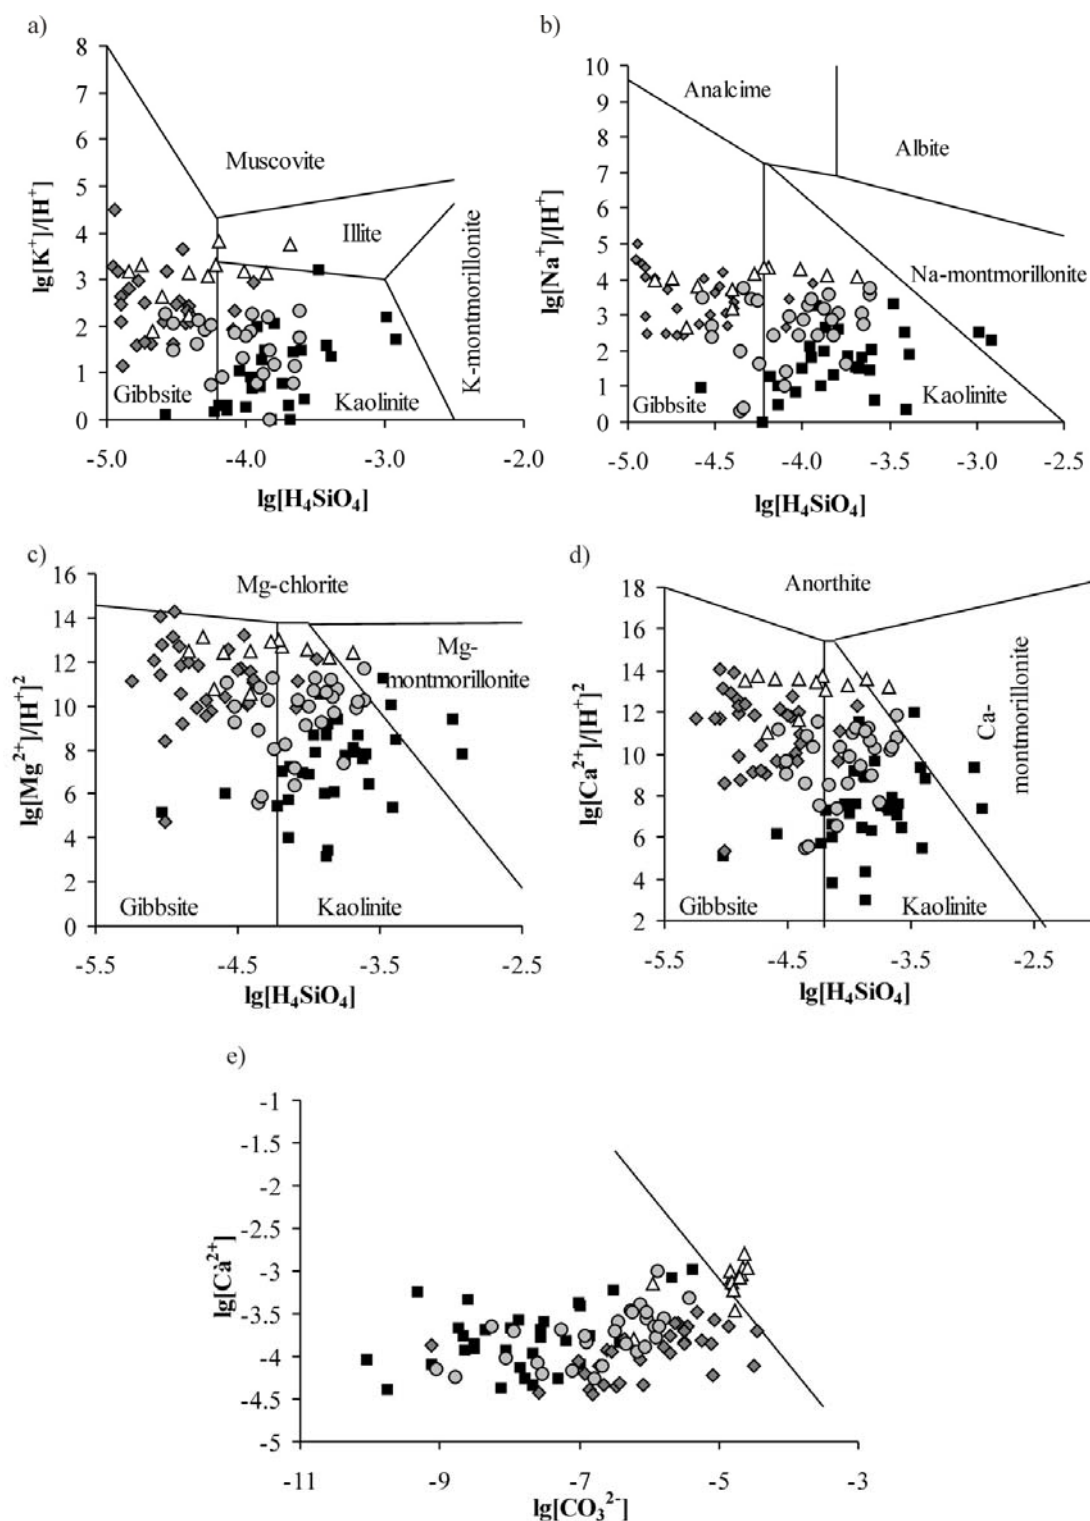 a)
8
7
6
5
4
3
2
1
0
lg[K⁺]/[H⁺]
Muscovite
Illite
K-montmorillonite
Gibbsite
Kaolinite
-5.0 -4.0 -3.0 -2.0
lg[H₄SiO₄]
b)
10
9
8
7
6
5
4
3
2
1
0
lg[Na⁺]/[H⁺]
Analcime
Albite
Na-montmorillonite
Gibbsite
Kaolinite
-5.0 -4.5 -4.0 -3.5 -3.0 -2.5
lg[H₄SiO₄]
c)
16
14
12
10
8
6
4
2
0
lg[Mg²⁺]/[H⁺]²
Mg-chlorite
Mg-
montmorillonite
Gibbsite
Kaolinite
-5.5 -4.5 -3.5 -2.5
lg[H₄SiO₄]
d)
18
16
14
12
10
8
6
4
2
lg[Ca²⁺]/[H⁺]²
Anorthite
Ca-
montmorillonite
Gibbsite
Kaolinite
-5.5 -4.5 -3.5 -2.5
lg[H₄SiO₄]
e)
-1
-1.5
-2
-2.5
-3
-3.5
-4
-4.5
-5
lg[Cà²⁺]
-11 -9 -7 -5 -3
lg[CO₃²⁻]